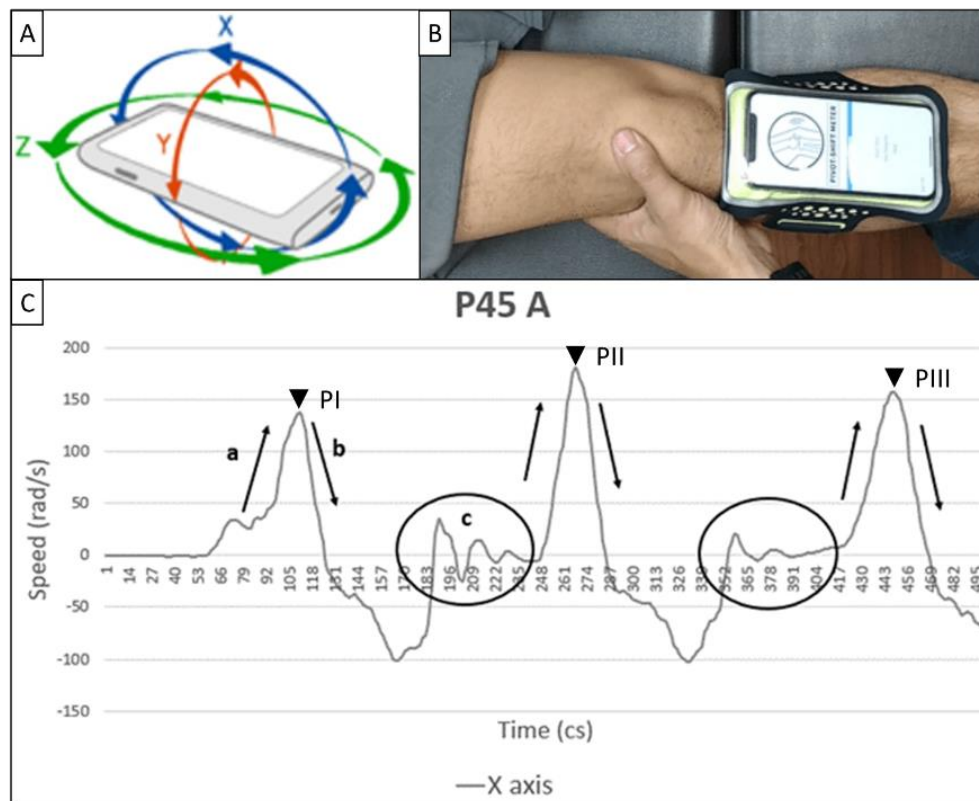 A
X
Y
Z
B
PIVOT-SHIFT METER
C
P45 A
200
150
100
50
0
-50
-100
-150
Speed (rad/s)
PI
PII
PIII
a
b
c
1 14 27 40 53 66 79 92 105 118 131 144 157 170 183 196 209 222 235 248 261 274 287 300 313 326 339 352 365 378 391 404 417 430 443 456 469 482 495
Time (cs)
X axis